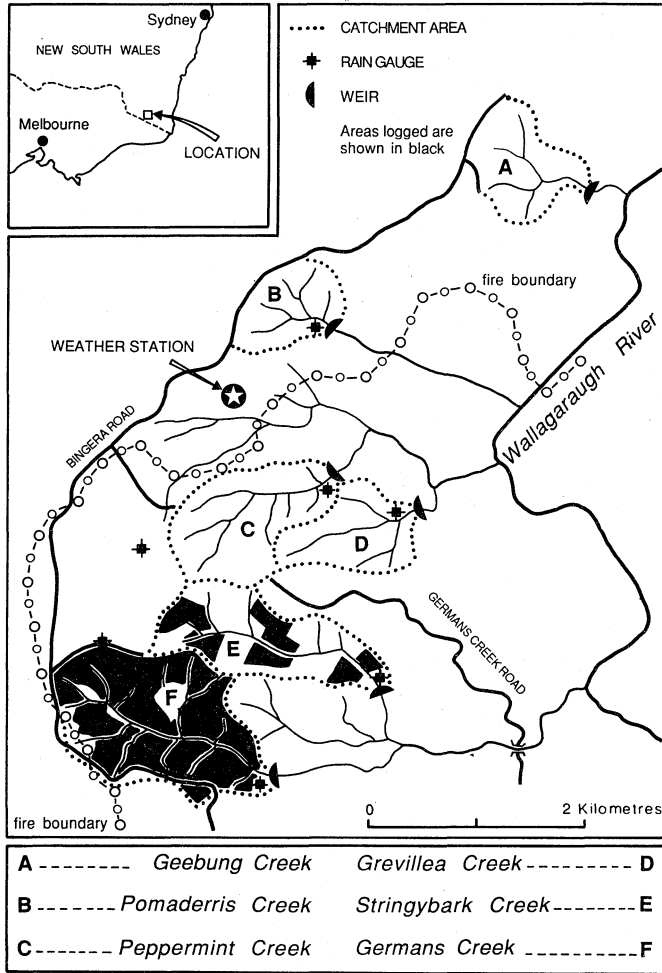 Sydney
NEW SOUTH WALES
Melbourne
LOCATION
CATCHMENT AREA
RAIN GAUGE
WEIR
Areas logged are
shown in black
A
B
fire boundary
WEATHER STATION
Wallagaraugh River
BINGERA ROAD
C
D
GERMANS CREEK ROAD
E
F
0 2 Kilometres
fire boundary
A Geebung Creek Grevillea Creek D
B Pomaderris Creek Stringybark Creek E
C Peppermint Creek Germans Creek F